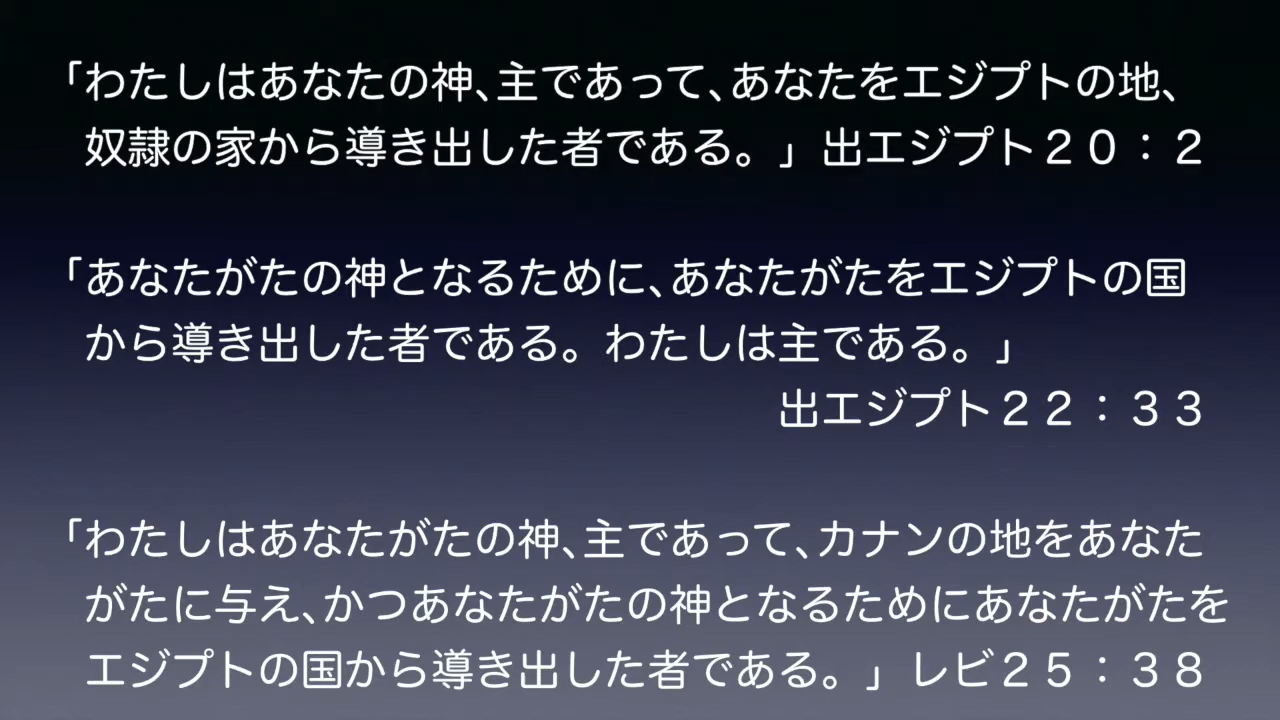 「わたしはあなたの神、主であって、あなたをエジプトの地、
奴隷の家から導き出した者である。」出エジプト２０：２
「あなたがたの神となるために、あなたがたをエジプトの国
から導き出した者である。わたしは主である。」
出エジプト２２：３３
「わたしはあなたがたの神、主であって、カナンの地をあなた
がたに与え、かつあなたがたの神となるためにあなたがたを
エジプトの国から導き出した者である。」レビ２５：３８